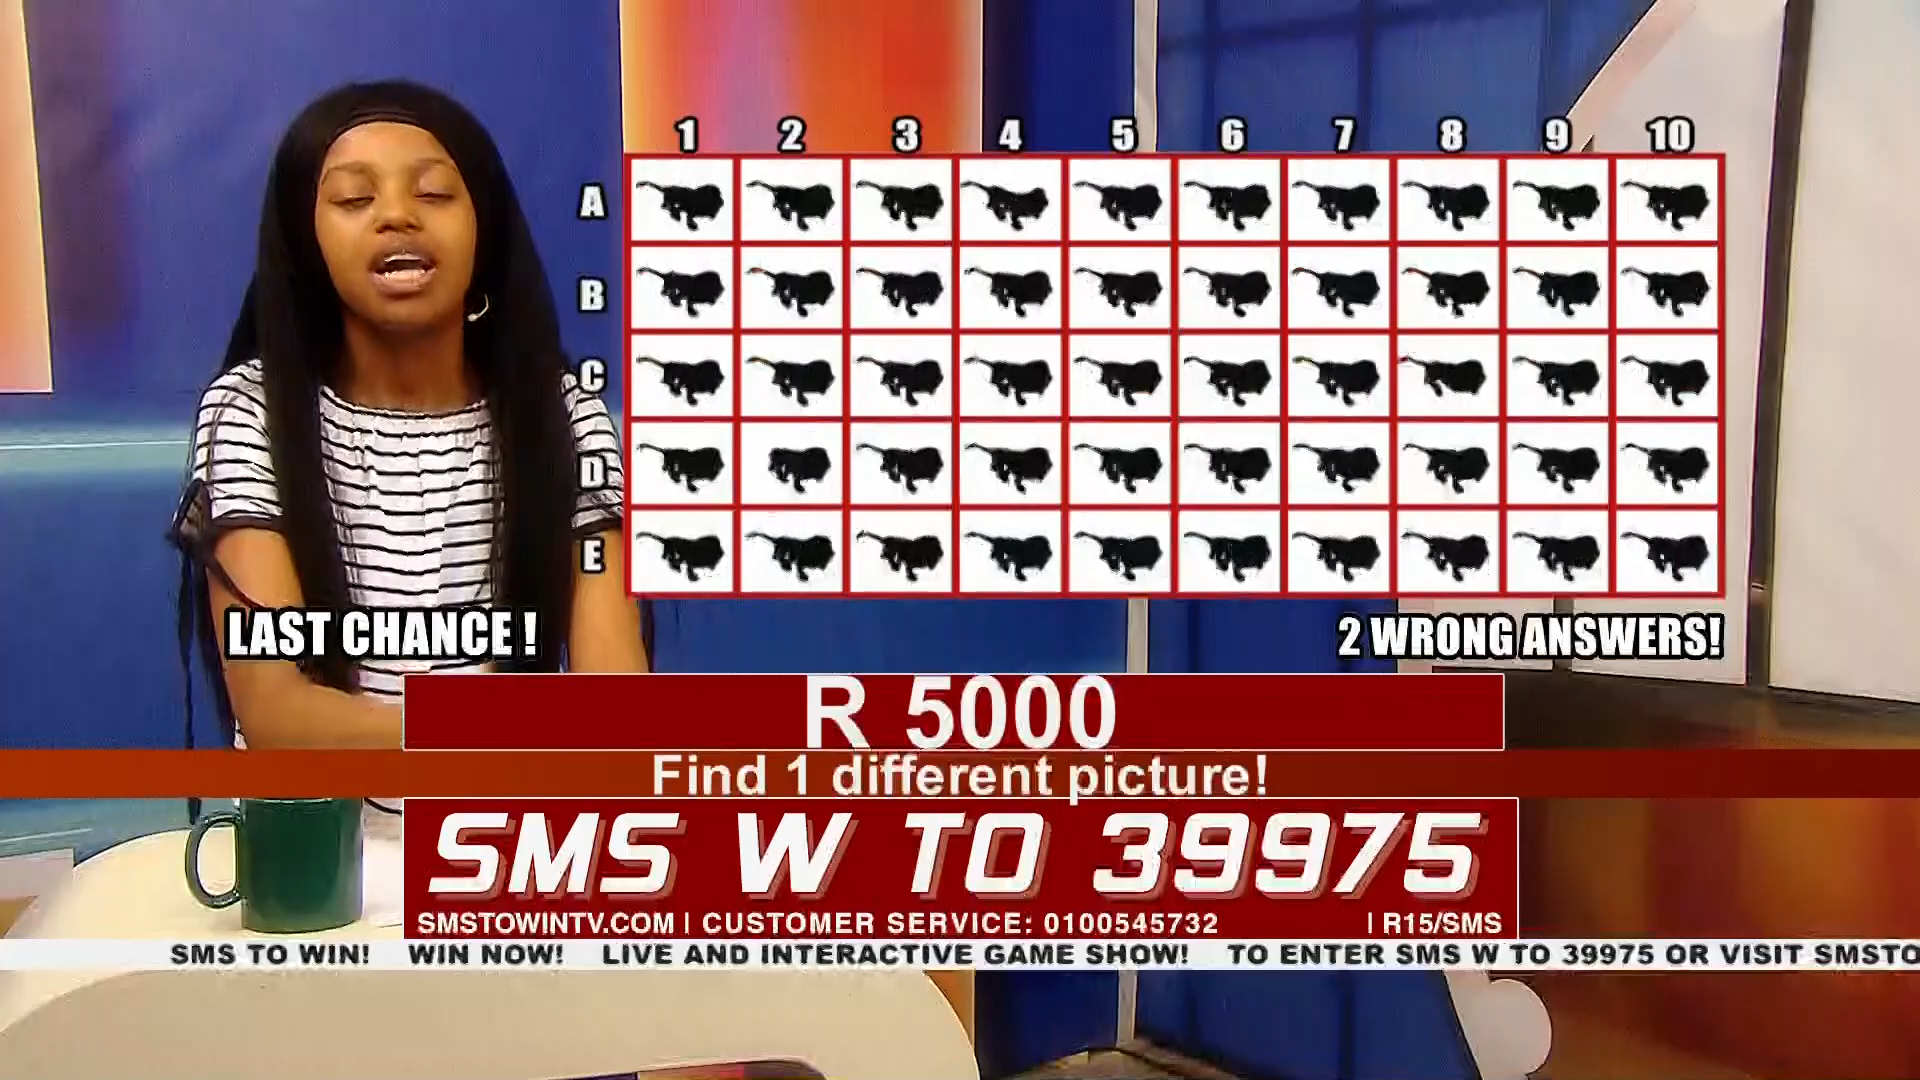 1 2 3 4 5 6 7 8 9 10
A
B
C
D
E
LAST CHANCE !
2 WRONG ANSWERS!
R 5000
Find 1 different picture!
SMS W TO 39975
SMSTOWINTV.COM | CUSTOMER SERVICE: 0100545732 | R15/SMS
SMS TO WIN! WIN NOW! LIVE AND INTERACTIVE GAME SHOW! TO ENTER SMS W TO 39975 OR VISIT SMSTO